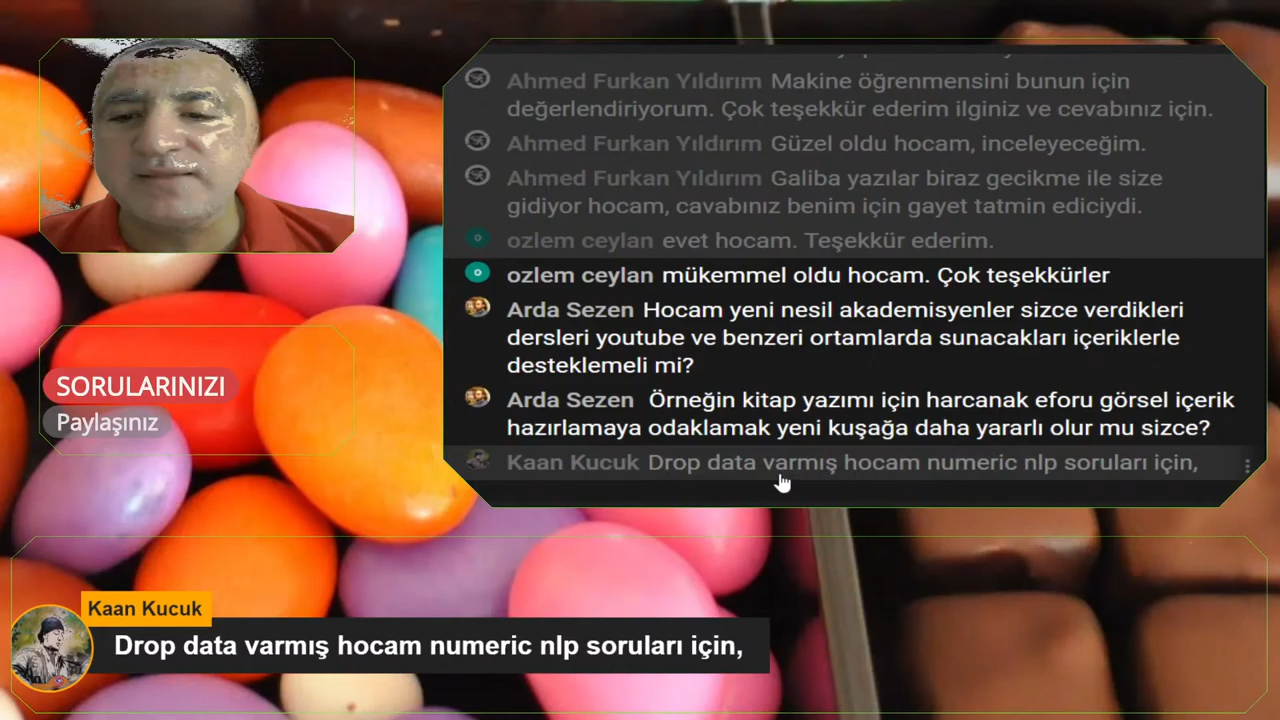 Ahmed Furkan Yıldırım Makine öğrenmensini bunun için
değerlendiriyorum. Çok teşekkür ederim ilginiz ve cevabınız için.
Ahmed Furkan Yıldırım Güzel oldu hocam, inceleyeceğim.
Ahmed Furkan Yıldırım Galiba yazılar biraz gecikme ile size
gidiyor hocam, cavabınız benim için gayet tatmin ediciydi.
ozlem ceylan evet hocam. Teşekkür ederim.
ozlem ceylan mükemmel oldu hocam. Çok teşekkürler
Arda Sezen Hocam yeni nesil akademisyenler sizce verdikleri
dersleri youtube ve benzeri ortamlarda sunacakları içeriklerle
desteklemeli mi?
Arda Sezen Örneğin kitap yazımı için harcanak eforu görsel içerik
hazırlamaya odaklamak yeni kuşağa daha yararlı olur mu sizce?
Kaan Kucuk Drop data varmış hocam numeric nlp soruları için,
SORULARINIZI
Paylaşınız
Kaan Kucuk
Drop data varmış hocam numeric nlp soruları için,